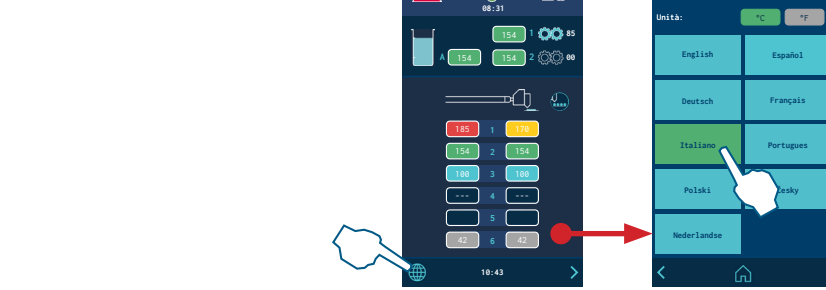 08:31
154 1 85
A 154 154 2 00
185 1 170
154 2 154
100 3 100
--- 4 ---
5
42 6 42
10:43
Unità: °C °F
English Español
Deutsch Français
Italiano Portugues
Polski
Nederlandse